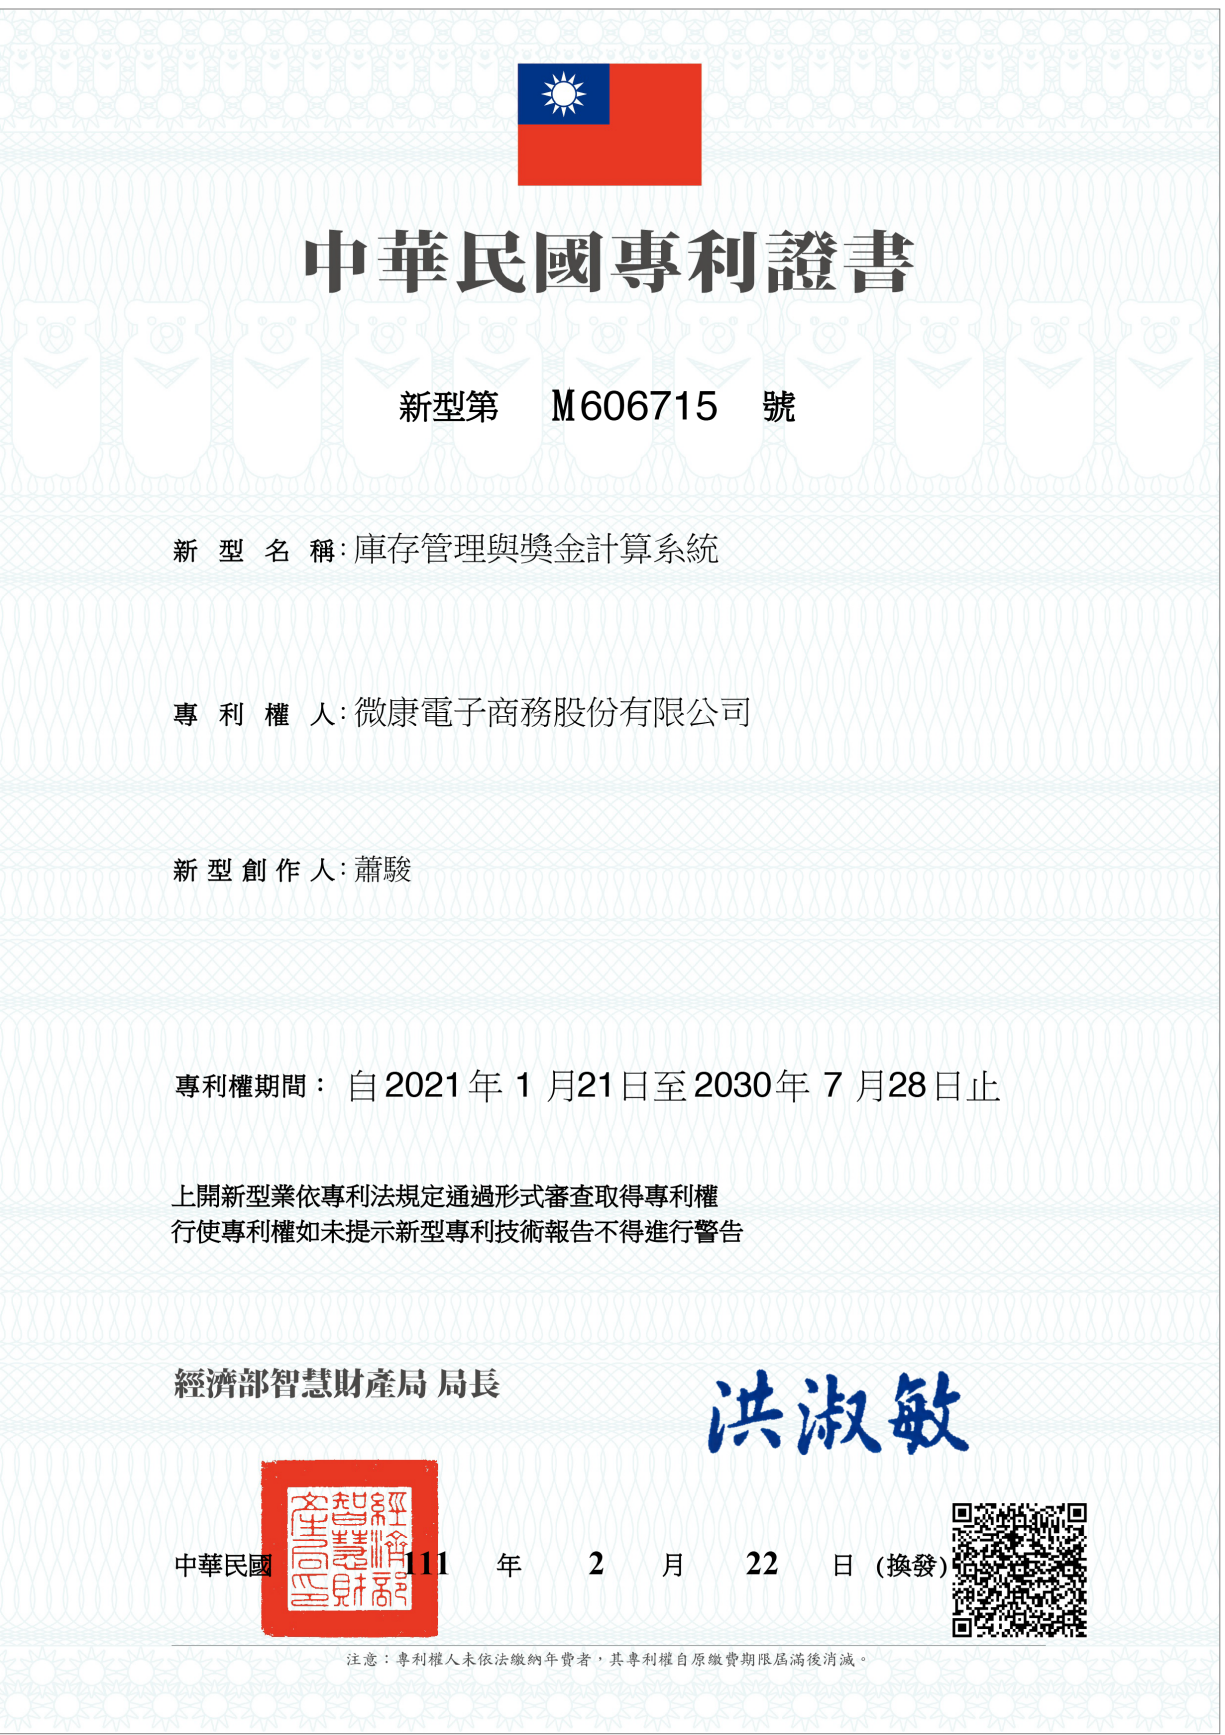 中華民國專利證書
新型第 M606715 號
新型名稱：庫存管理與獎金計算系統
專利權人：微康電子商務股份有限公司
新型創作人：蕭駿
專利權期間： 自2021年 1 月21日至2030年 7 月28日止
上開新型業依專利法規定通過形式審查取得專利權
行使專利權如未提示新型專利技術報告不得進行警告
經濟部智慧財產局 局長 洪淑敏
經濟部智慧財產局印
中華民國 111 年 2 月 22 日 (換發)
注意：專利權人未依法繳納年費者，其專利權自原繳費期限屆滿後消滅。